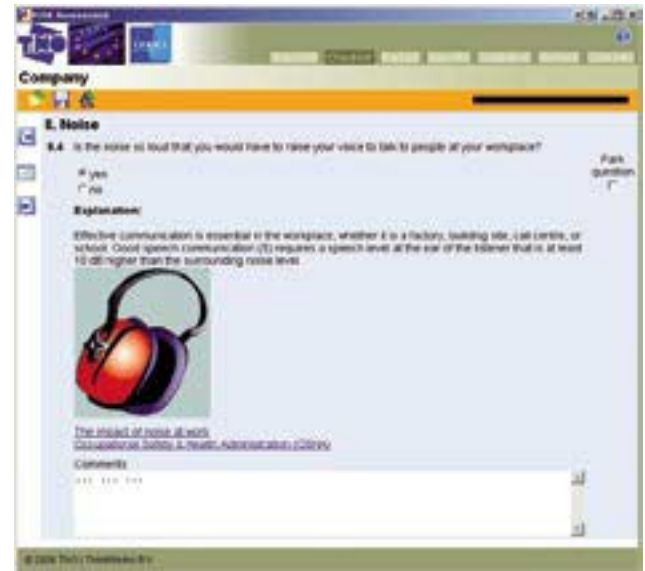 Company
8. Noise
8.4 Is the noise so loud that you would have to raise your voice to talk to people at your workplace?
Park
question
yes
no
Explanation:
Effective communication is essential in the workplace, whether it is a factory, building site, call centre, or
school. Good speech communication (5) requires a speech level at the ear of the listener that is at least
10 dB higher than the surrounding noise level.
The impact of noise at work
Occupational Safety & Health Administration (OSHA)
Comments